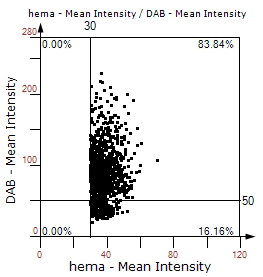 hema - Mean Intensity / DAB - Mean Intensity
30
280
0.00% 83.84%
200
DAB - Mean Intensity
100
50
0
0.00% 16.16%
0 40 80 120
hema - Mean Intensity